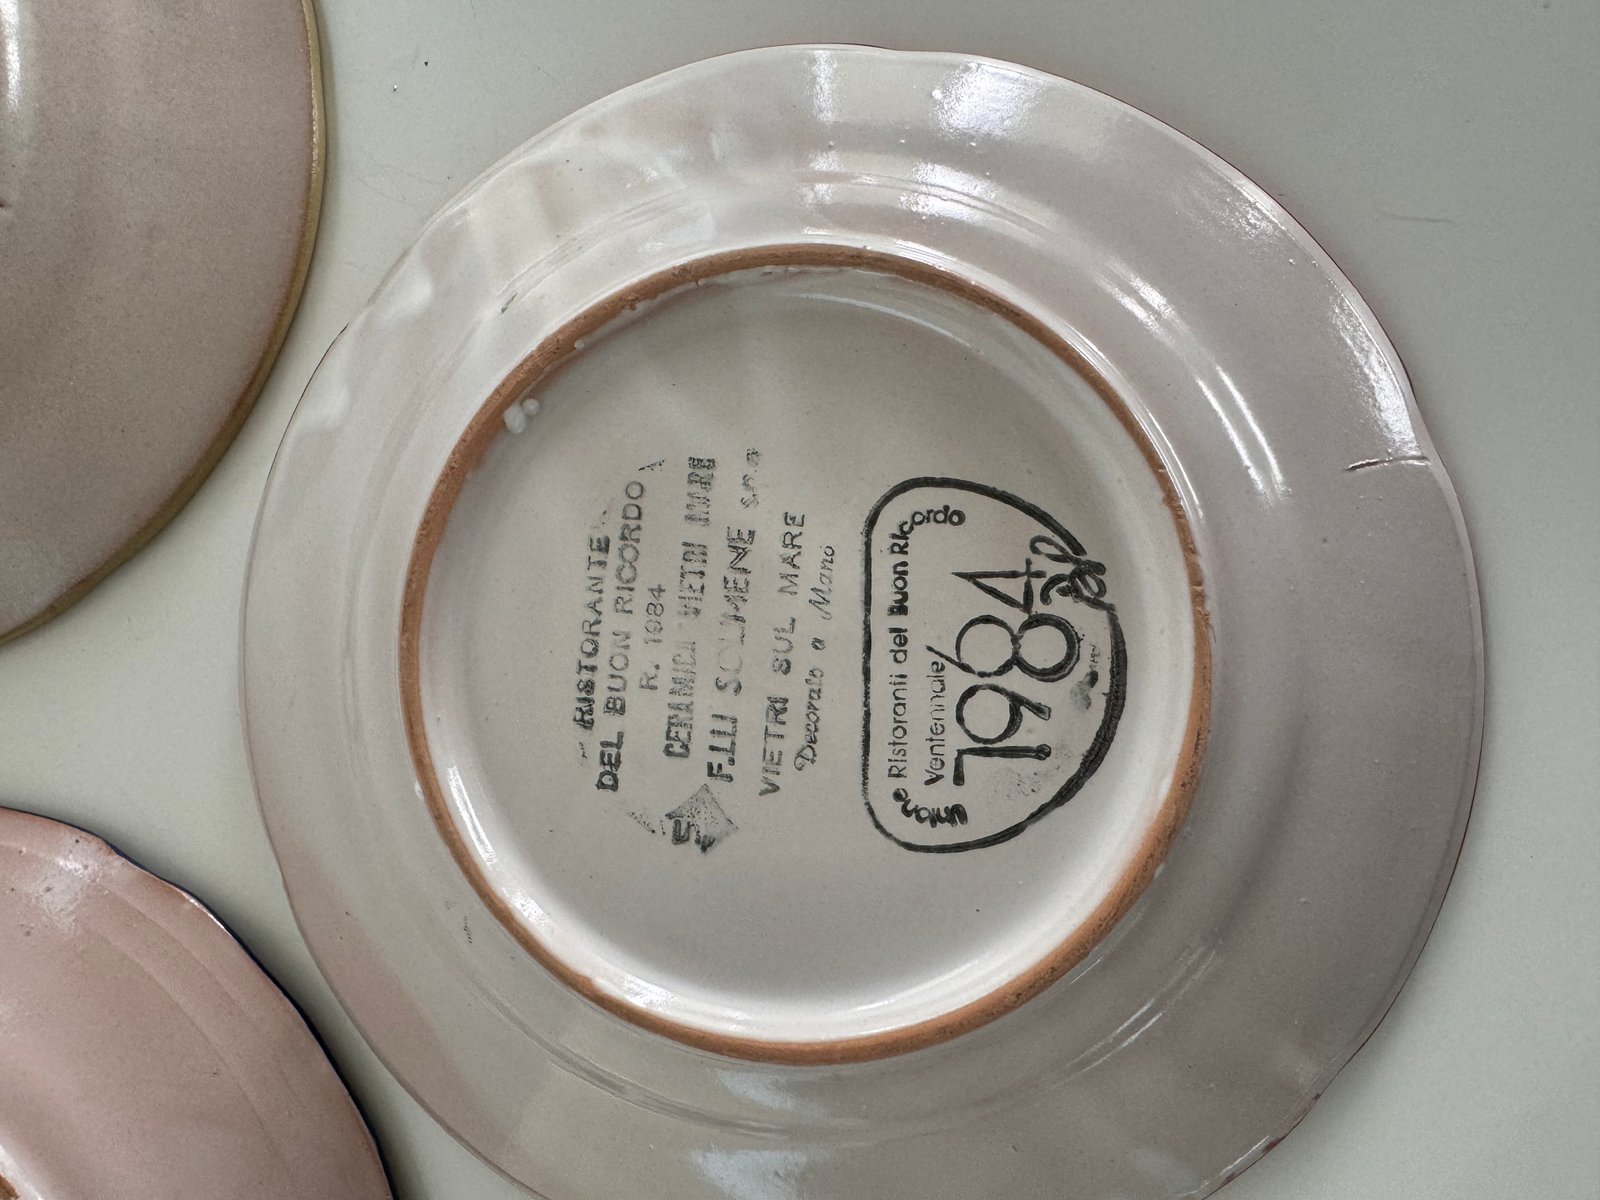 RISTORANTE
DEL BUON RICORDO
R. 1984
CERAMICA VIETRI MARE
F.LLI SOLIMENE s.n.c
VIETRI SUL MARE
Decorato a Mano
Unione Ristoranti del Buon Ricordo
Ventennale
1984